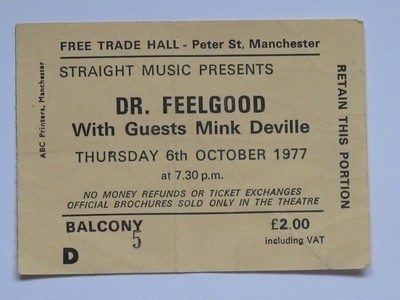 FREE TRADE HALL - Peter St, Manchester
STRAIGHT MUSIC PRESENTS
DR. FEELGOOD
With Guests Mink Deville
THURSDAY 6th OCTOBER 1977
at 7.30 p.m.
NO MONEY REFUNDS OR TICKET EXCHANGES
OFFICIAL BROCHURES SOLD ONLY IN THE THEATRE
BALCONY £2.00
5 including VAT
D
ABC Printers, Manchester
RETAIN THIS PORTION